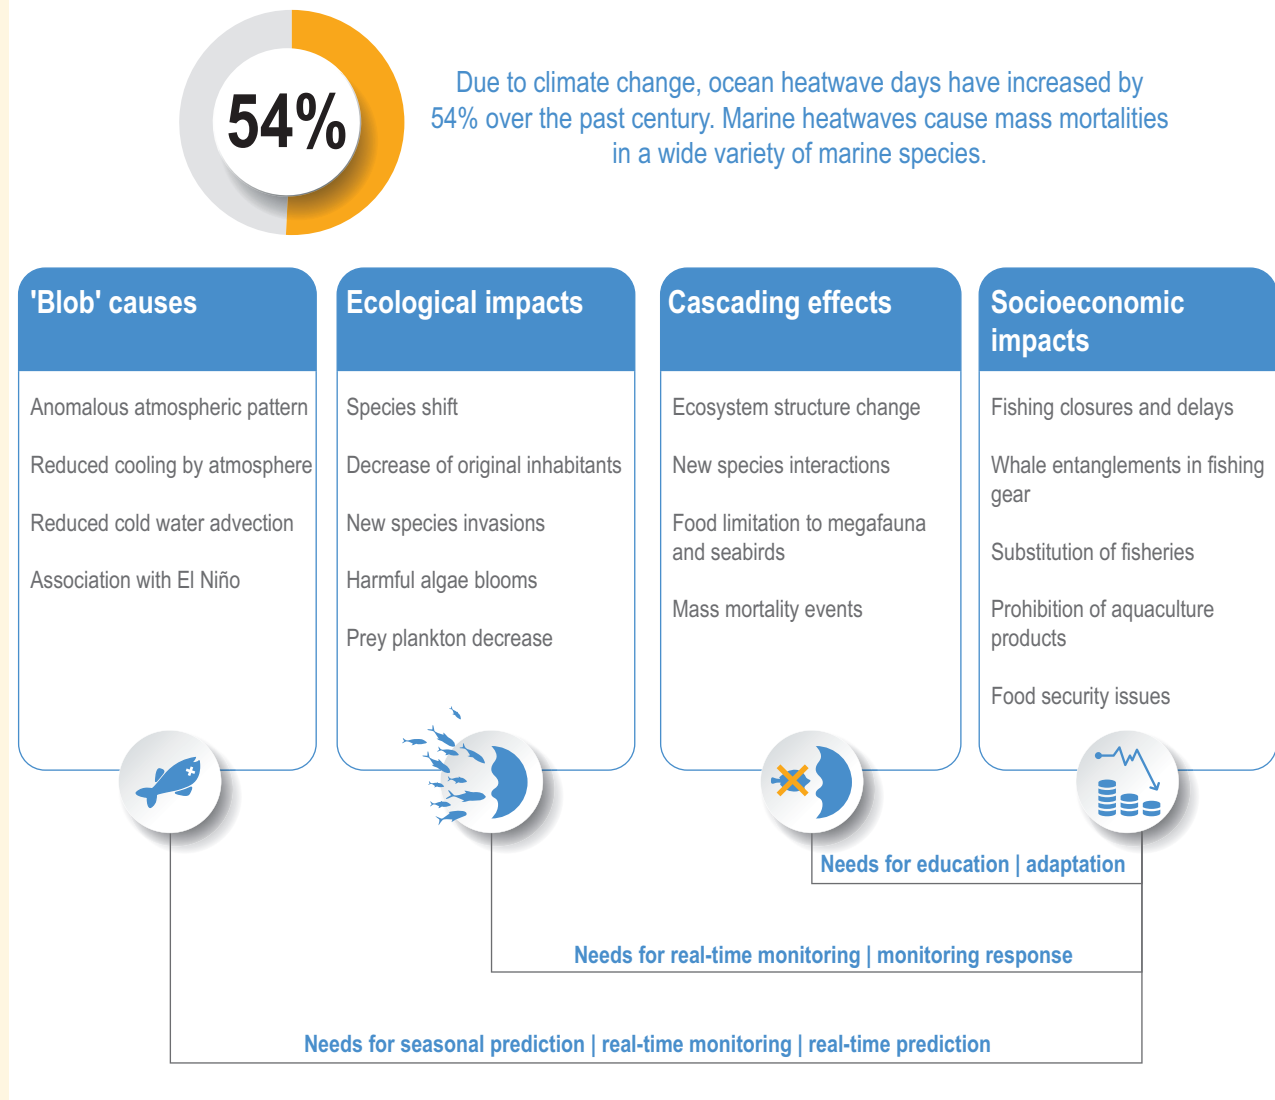 54%
Due to climate change, ocean heatwave days have increased by
54% over the past century. Marine heatwaves cause mass mortalities
in a wide variety of marine species.
'Blob' causes
Anomalous atmospheric pattern
Reduced cooling by atmosphere
Reduced cold water advection
Association with El Niño
Ecological impacts
Species shift
Decrease of original inhabitants
New species invasions
Harmful algae blooms
Prey plankton decrease
Cascading effects
Ecosystem structure change
New species interactions
Food limitation to megafauna
and seabirds
Mass mortality events
Socioeconomic
impacts
Fishing closures and delays
Whale entanglements in fishing
gear
Substitution of fisheries
Prohibition of aquaculture
products
Food security issues
Needs for education | adaptation
Needs for real-time monitoring | monitoring response
Needs for seasonal prediction | real-time monitoring | real-time prediction